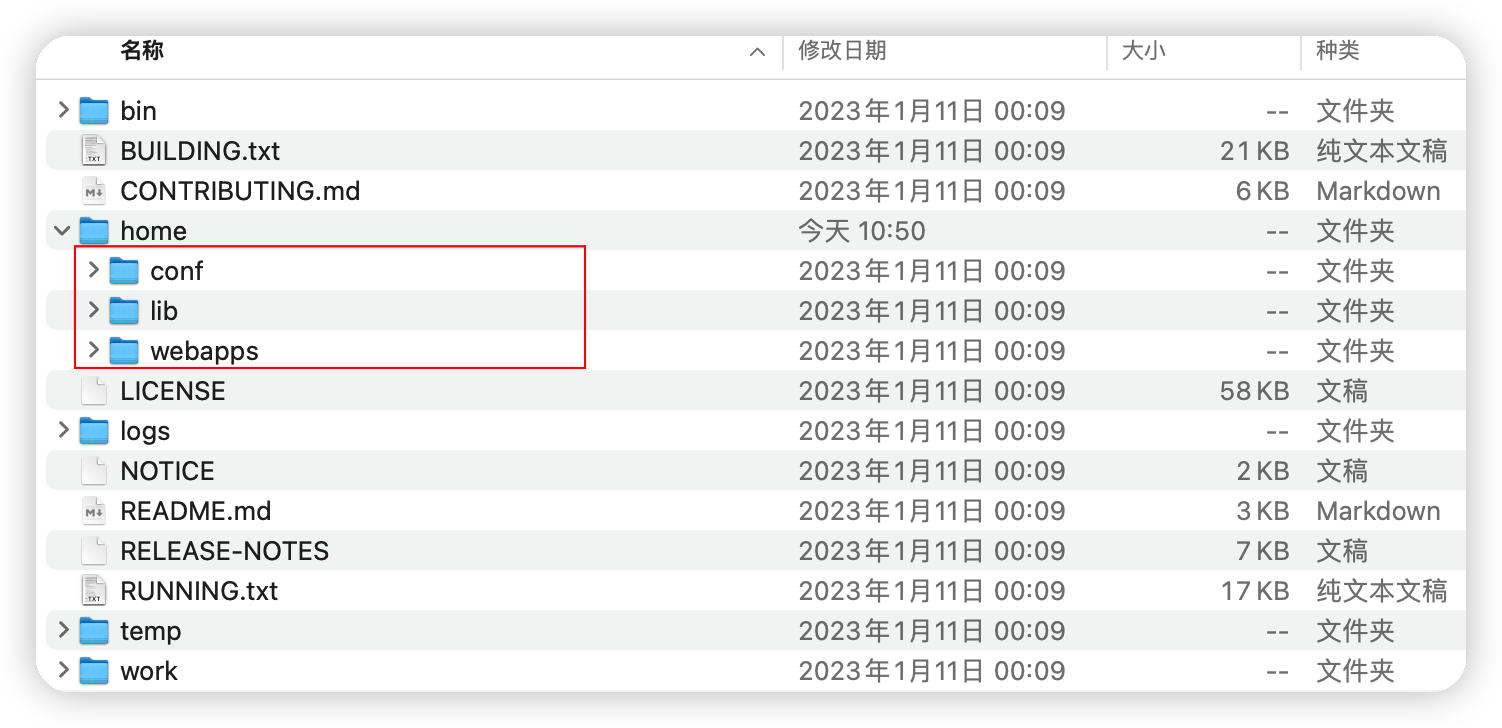 名称 修改日期 大小 种类
bin 2023年1月11日 00:09 -- 文件夹
BUILDING.txt 2023年1月11日 00:09 21 KB 纯文本文稿
CONTRIBUTING.md 2023年1月11日 00:09 6 KB Markdown
home 今天 10:50 -- 文件夹
conf 2023年1月11日 00:09 -- 文件夹
lib 2023年1月11日 00:09 -- 文件夹
webapps 2023年1月11日 00:09 -- 文件夹
LICENSE 2023年1月11日 00:09 58 KB 文稿
logs 2023年1月11日 00:09 -- 文件夹
NOTICE 2023年1月11日 00:09 2 KB 文稿
README.md 2023年1月11日 00:09 3 KB Markdown
RELEASE-NOTES 2023年1月11日 00:09 7 KB 文稿
RUNNING.txt 2023年1月11日 00:09 17 KB 纯文本文稿
temp 2023年1月11日 00:09 -- 文件夹
work 2023年1月11日 00:09 -- 文件夹